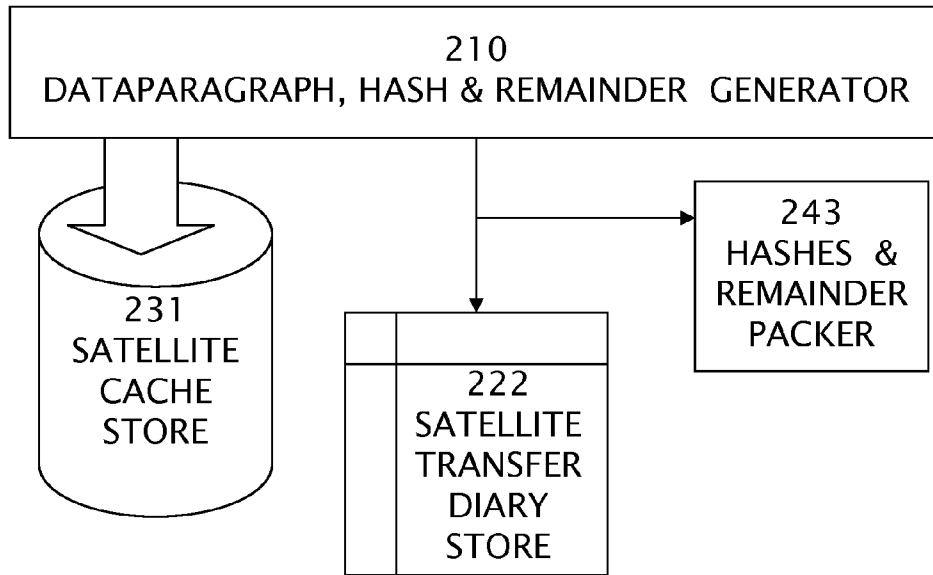 210
DATAPARAGRAPH, HASH & REMAINDER GENERATOR
243
HASHES &
REMAINDER
PACKER
231
SATELLITE
CACHE
STORE
222
SATELLITE
TRANSFER
DIARY
STORE